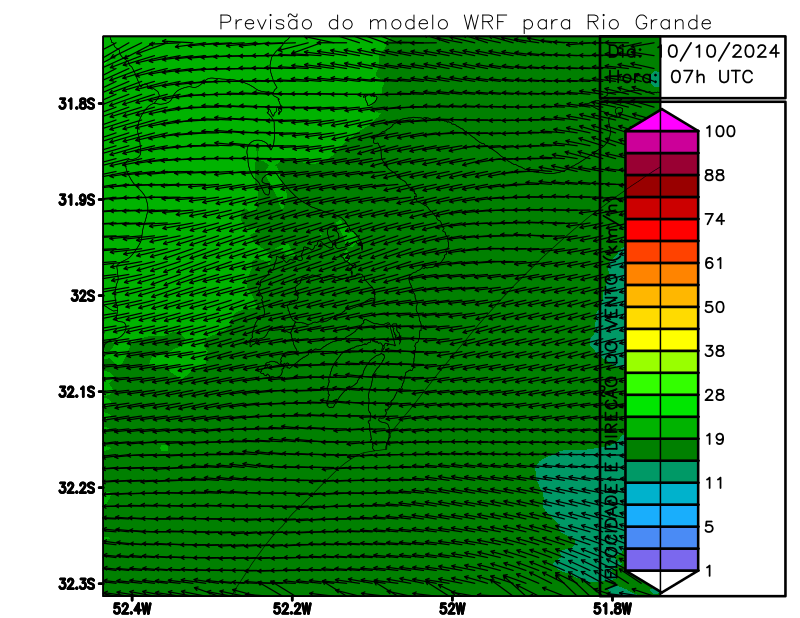 Previsão do modelo WRF para Rio Grande
Dia: 10/10/2024
Hora: 07h UTC
31.8S
31.9S
32S
32.1S
32.2S
32.3S
52.4W
52.2W
52W
51.8W
VELOCIDADE E DIREÇÃO DO VENTO (km/h)
100
88
74
61
50
38
28
19
11
5
1